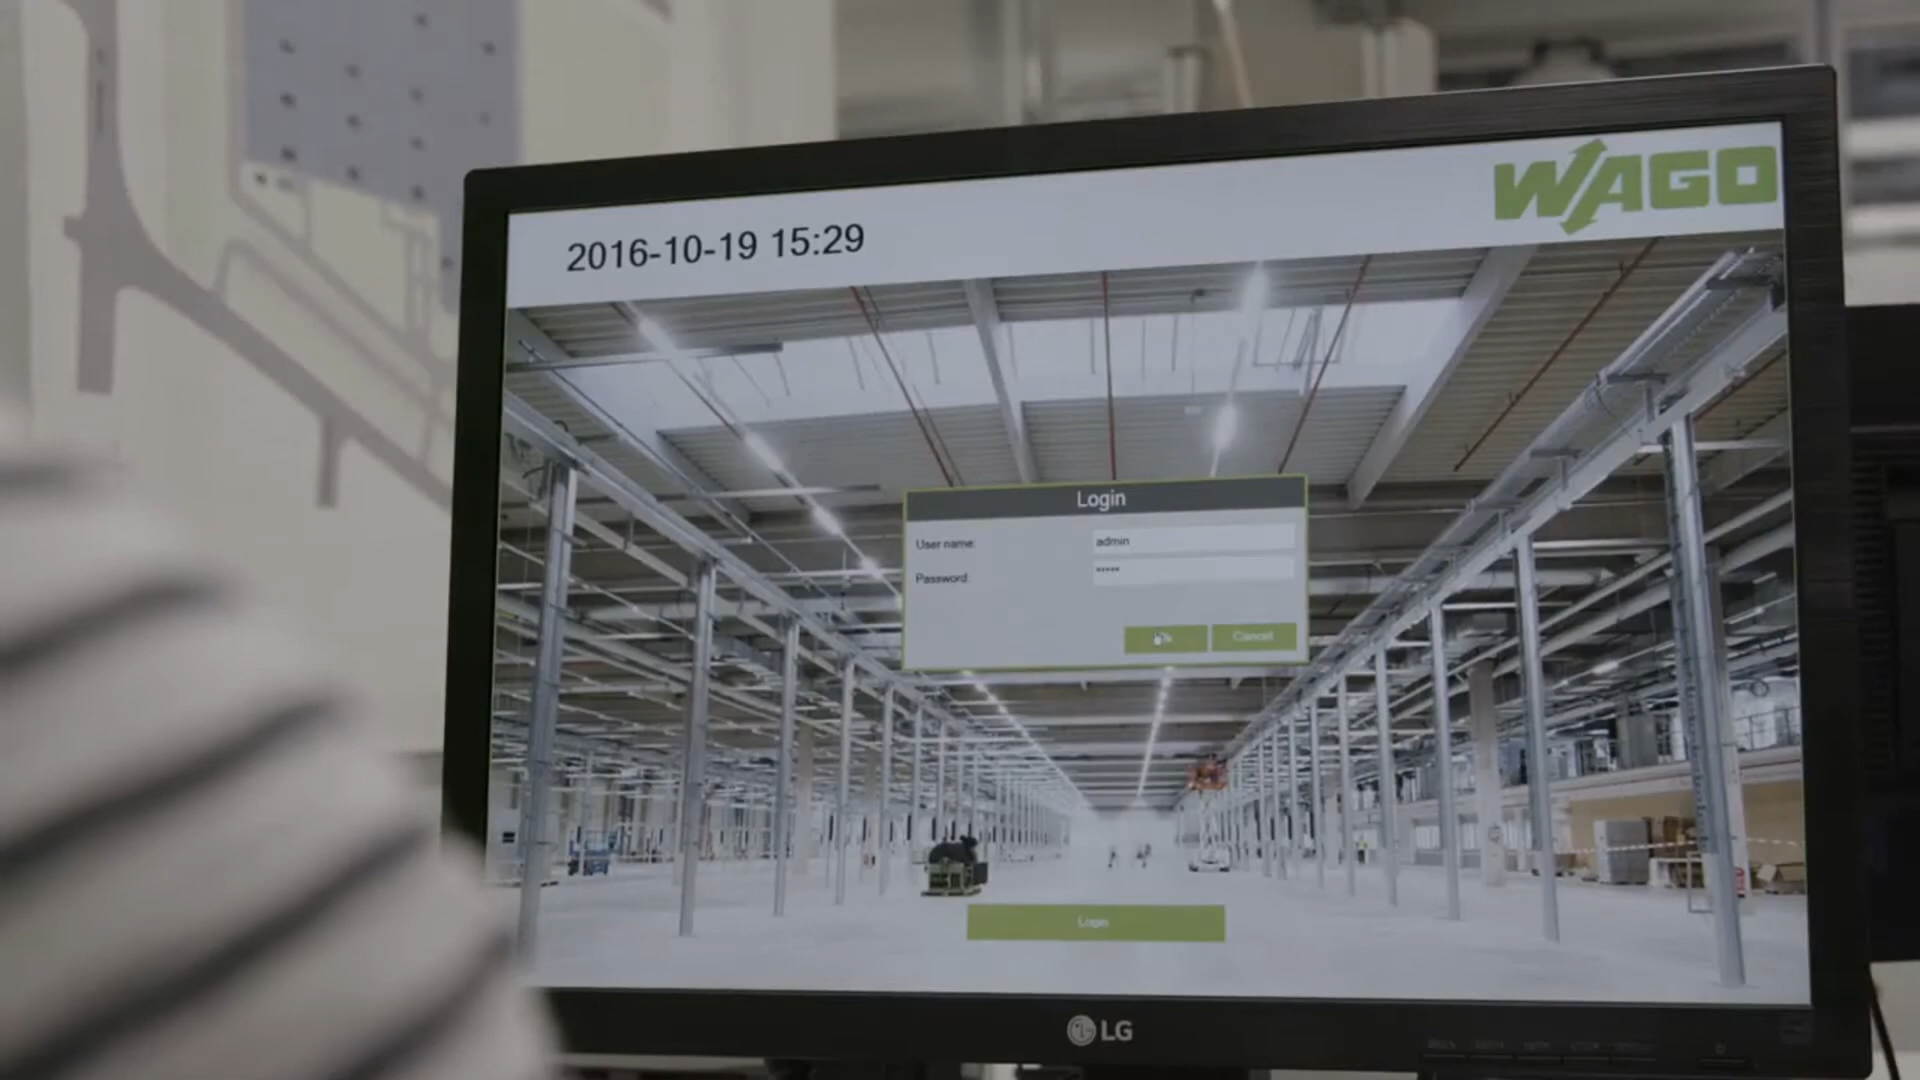 WAGO
2016-10-19 15:29
Login
User name: admin
Password: *****
Cancel
Login
LG